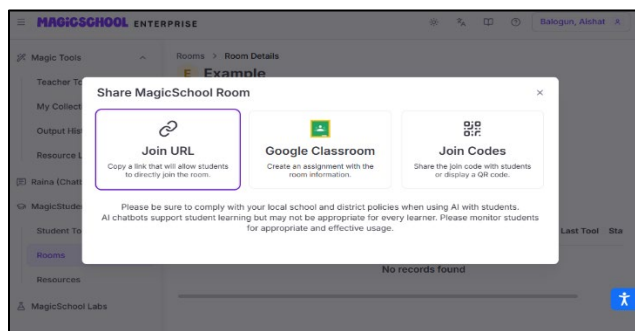 MAGICSCHOOL ENTERPRISE
Balogun, Aishat
Magic Tools
Rooms > Room Details
E Example
Teacher To
My Collect
Output His
Resource L
Raina (Chatb
MagicStude
Student To
Rooms
Resources
MagicSchool Labs
Share MagicSchool Room
Join URL
Copy a link that will allow students
to directly join the room.
Google Classroom
Create an assignment with the
room information.
Join Codes
Share the join code with students
or display a QR code.
Please be sure to comply with your local school and district policies when using AI with students.
AI chatbots support student learning but may not be appropriate for every learner. Please monitor students
for appropriate and effective usage.
Last Tool Sta
No records found